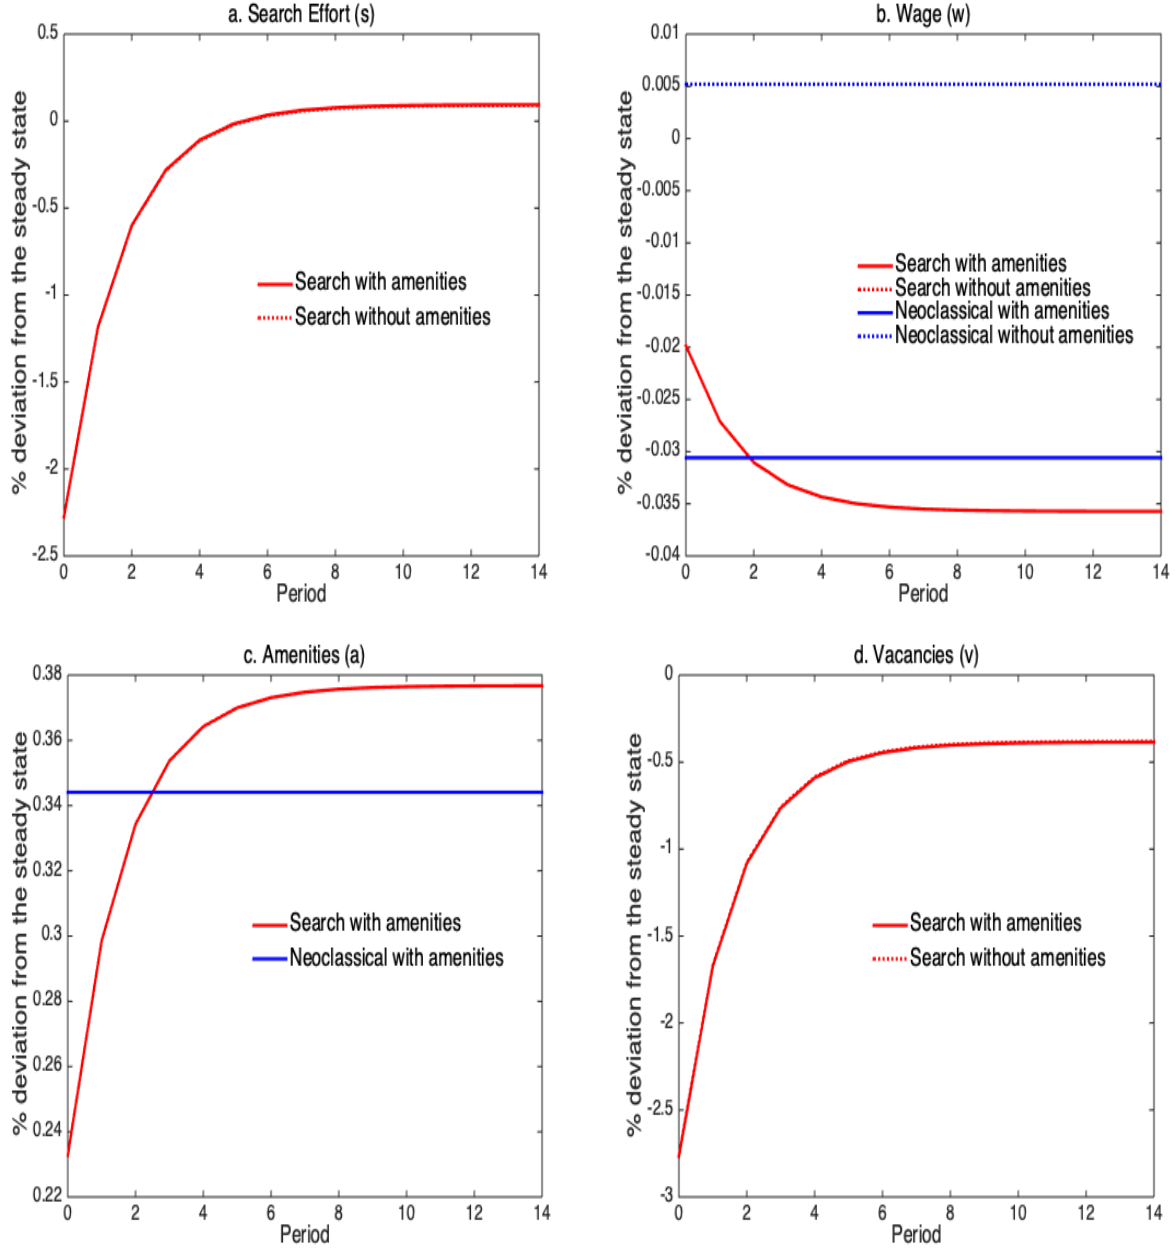 a. Search Effort (s)
% deviation from the steady state
0.5
0
-0.5
-1
-1.5
-2
-2.5
Search with amenities
Search without amenities
0 2 4 6 8 10 12 14
Period
b. Wage (w)
% deviation from the steady state
0.01
0.005
0
-0.005
-0.01
-0.015
-0.02
-0.025
-0.03
-0.035
-0.04
Search with amenities
Search without amenities
Neoclassical with amenities
Neoclassical without amenities
0 2 4 6 8 10 12 14
Period
c. Amenities (a)
% deviation from the steady state
0.38
0.36
0.34
0.32
0.3
0.28
0.26
0.24
0.22
Search with amenities
Neoclassical with amenities
0 2 4 6 8 10 12 14
Period
d. Vacancies (v)
% deviation from the steady state
0
-0.5
-1
-1.5
-2
-2.5
-3
Search with amenities
Search without amenities
0 2 4 6 8 10 12 14
Period